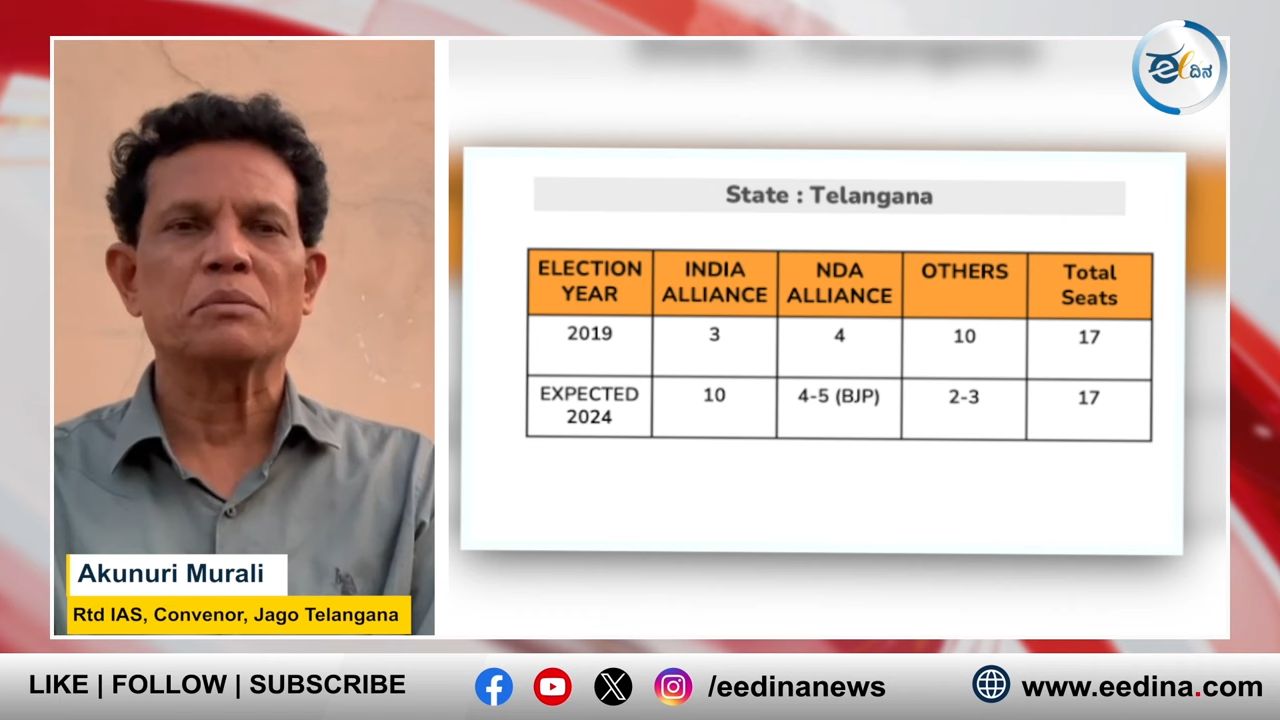 ಈ ದಿನ
State : Telangana
ELECTION YEAR | INDIA ALLIANCE | NDA ALLIANCE | OTHERS | Total Seats
2019 | 3 | 4 | 10 | 17
EXPECTED 2024 | 10 | 4-5 (BJP) | 2-3 | 17
Akunuri Murali
Rtd IAS, Convenor, Jago Telangana
LIKE | FOLLOW | SUBSCRIBE
/eedinanews
www.eedina.com